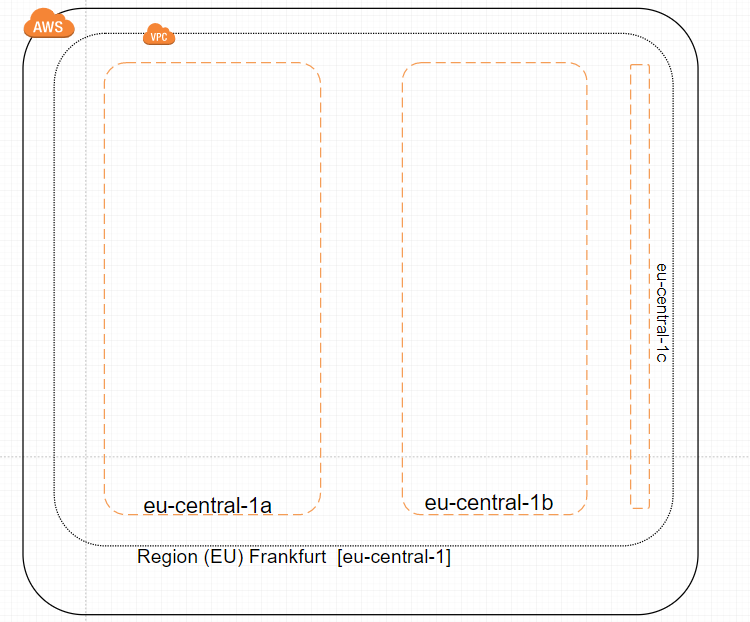 AWS
VPC
eu-central-1c
eu-central-1a
eu-central-1b
Region (EU) Frankfurt [eu-central-1]